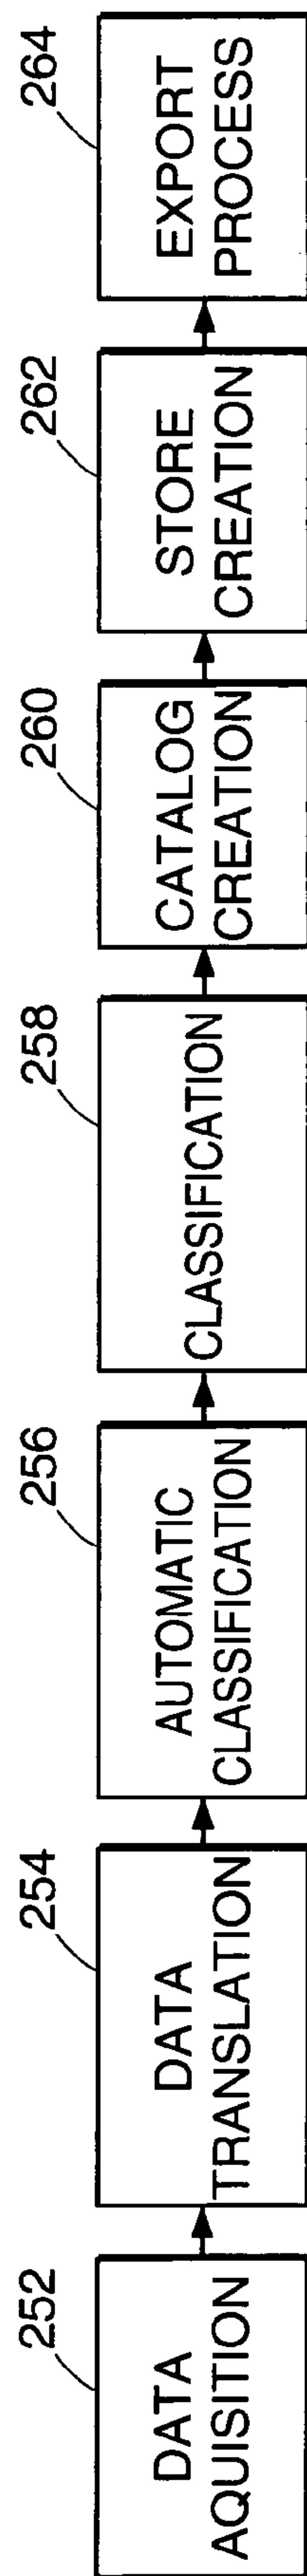 252
DATA
AQUISITION
254
DATA
TRANSLATION
256
AUTOMATIC
CLASSIFICATION
258
CLASSIFICATION
260
CATALOG
CREATION
262
STORE
CREATION
264
EXPORT
PROCESS